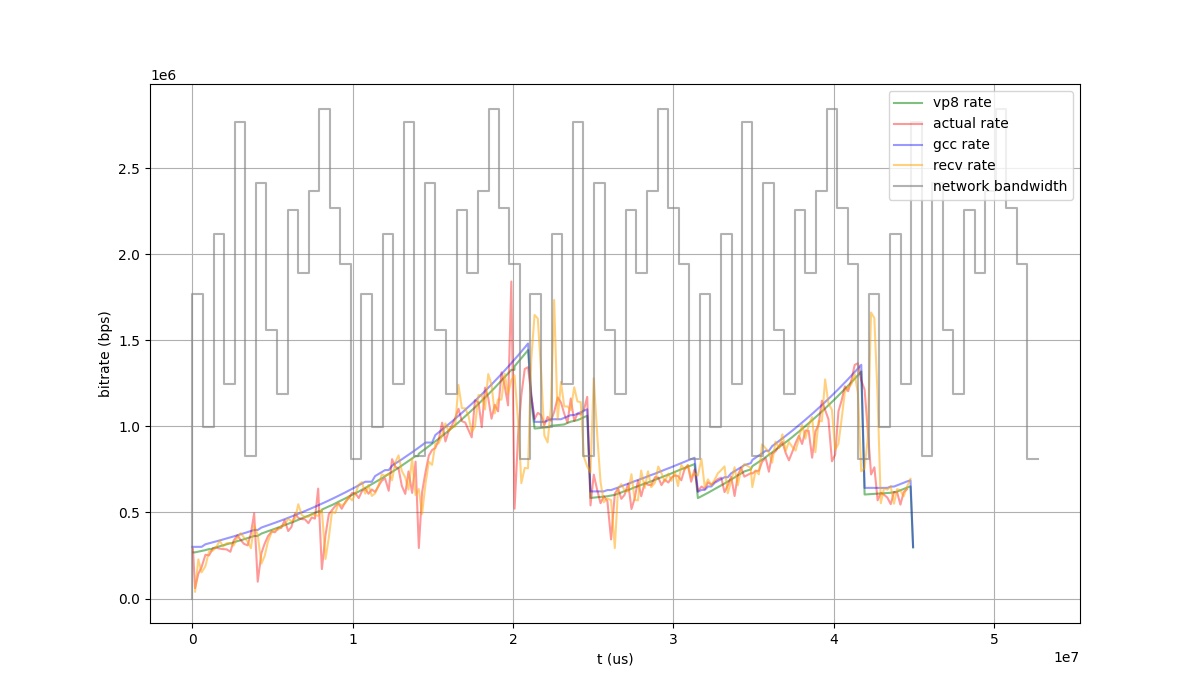 1e6
vp8 rate
actual rate
gcc rate
recv rate
network bandwidth
2.5
2.0
1.5
1.0
0.5
0.0
bitrate (bps)
0 1 2 3 4 5
t (us)
1e7